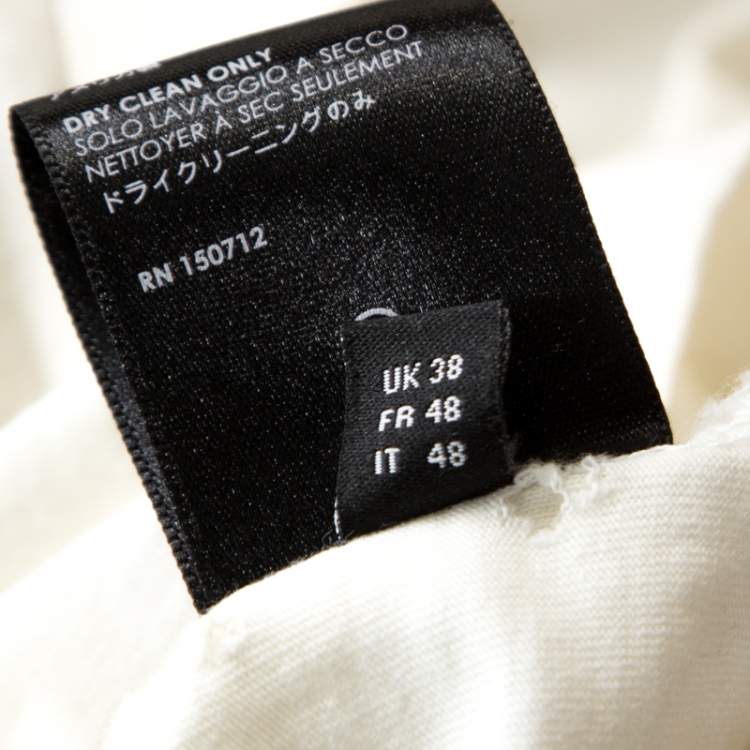 DRY CLEAN ONLY
SOLO LAVAGGIO A SECCO
NETTOYER A SEC SEULEMENT
ドライクリーニングのみ
RN 150712
UK 38
FR 48
IT 48